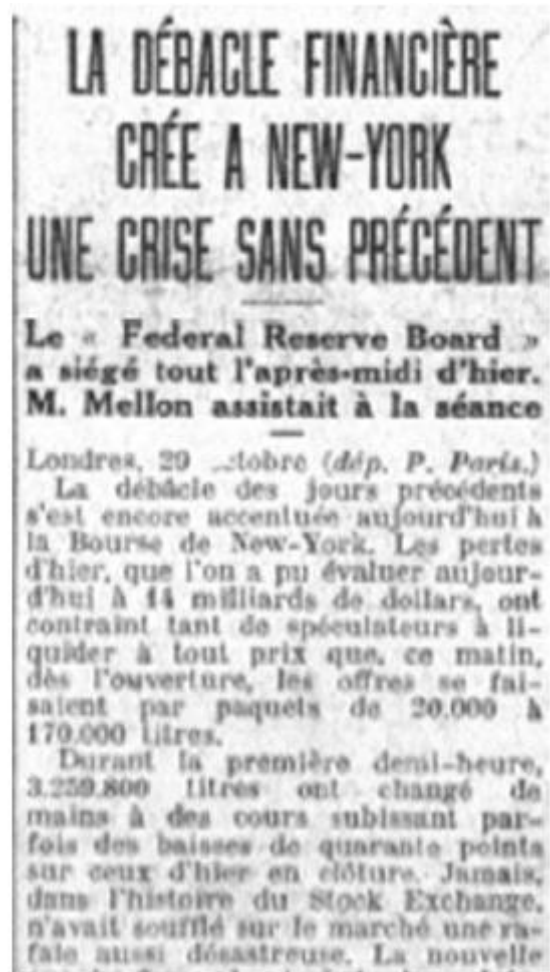 LA DÉBACLE FINANCIÈRE
CRÉE A NEW-YORK
UNE CRISE SANS PRÉCÉDENT
Le « Federal Reserve Board »
a siégé tout l'après-midi d'hier.
M. Mellon assistait à la séance
Londres, 29 ctobre (dép. P. Paris.)
La débâcle des jours précédents
s'est encore accentuée aujourd'hui à
la Bourse de New-York. Les pertes
d'hier, que l'on a pu évaluer aujour-
d'hui à 14 milliards de dollars, ont
contraint tant de spéculateurs à li-
quider à tout prix que, ce matin,
dès l'ouverture, les offres se fai-
saient par paquets de 20.000 à
170.000 titres.
Durant la première demi-heure,
3.259.800 titres ont changé de
mains à des cours subissant par-
fois des baisses de quarante points
sur ceux d'hier en clôture. Jamais,
dans l'histoire du Stock Exchange,
n'avait soufflé sur le marché une ra-
fale aussi désastreuse. La nouvelle